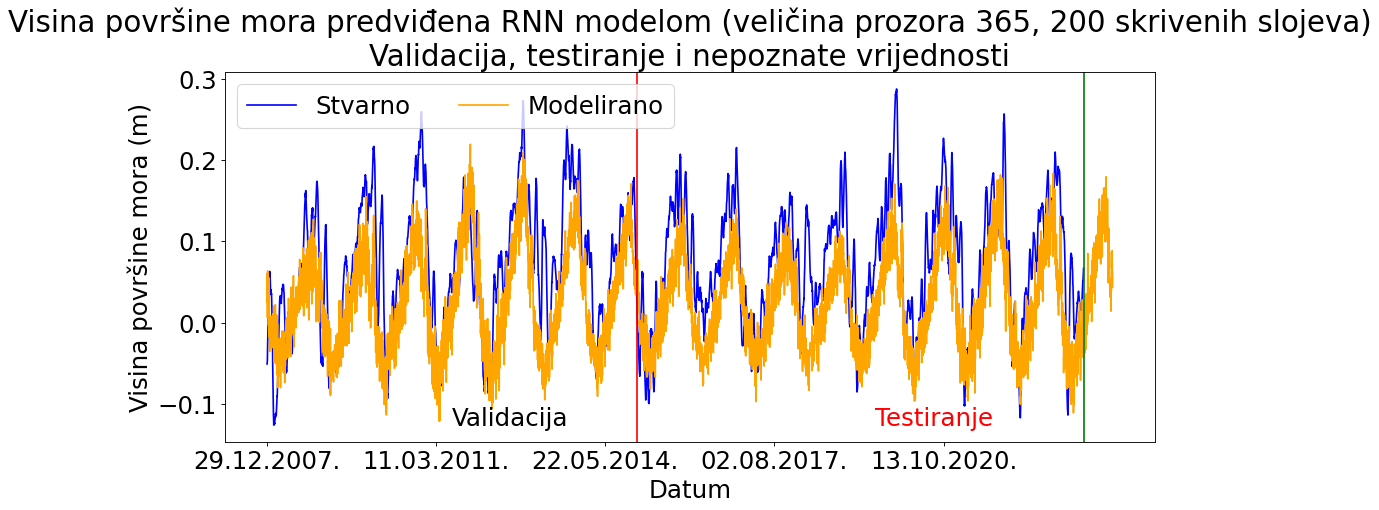 Visina površine mora predviđena RNN modelom (veličina prozora 365, 200 skrivenih slojeva)
Validacija, testiranje i nepoznate vrijednosti
Stvarno Modelirano
Visina površine mora (m)
0.3
0.2
0.1
0.0
−0.1
Validacija
Testiranje
29.12.2007. 11.03.2011. 22.05.2014. 02.08.2017. 13.10.2020.
Datum